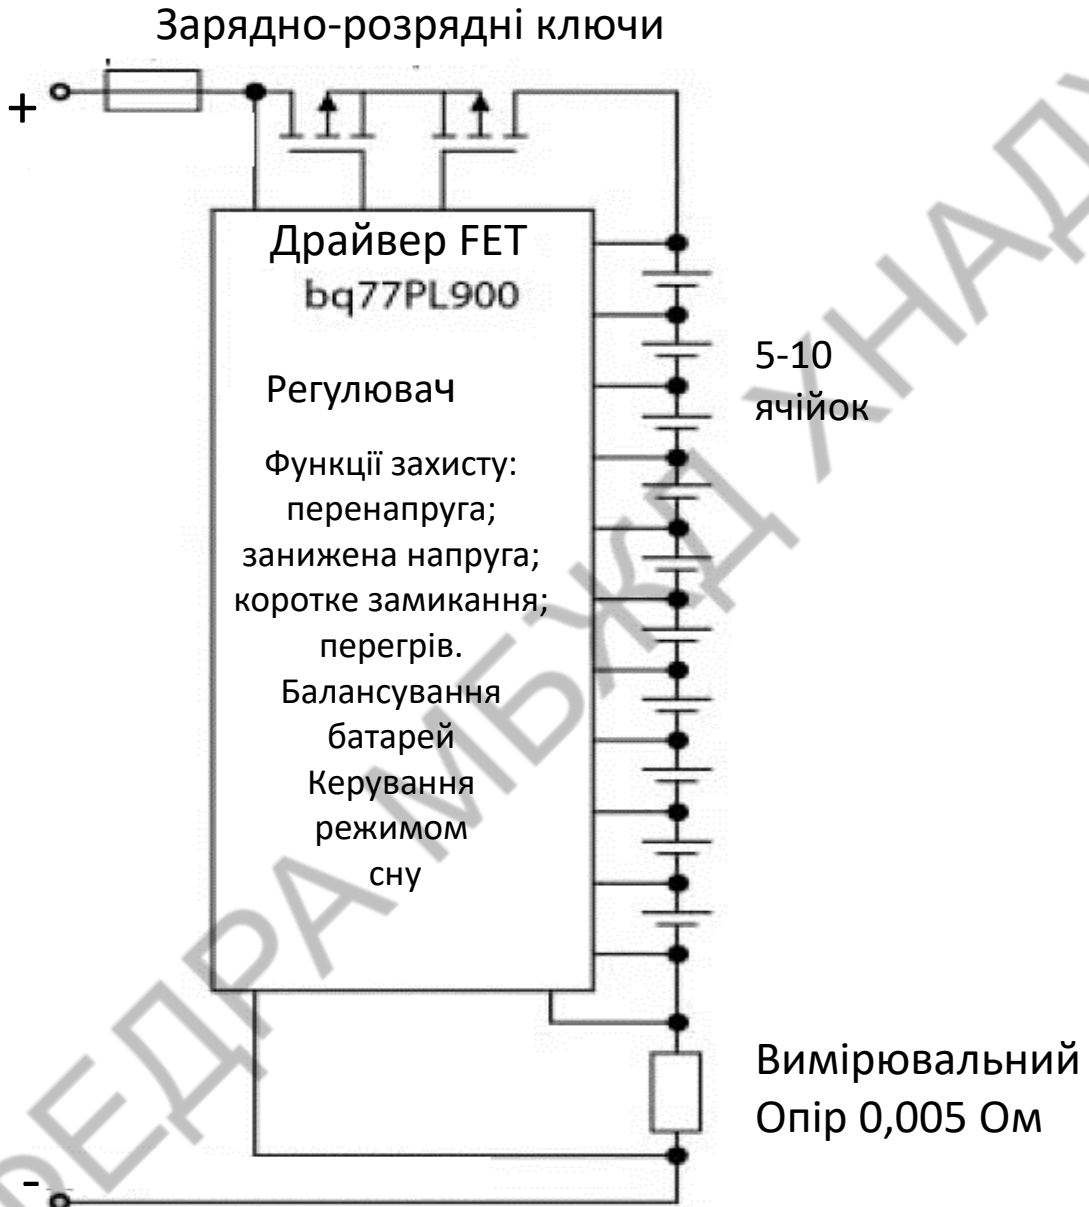 Зарядно-розрядні ключи
+
Драйвер FET
bq77PL900
Регулювач
Функції захисту:
перенапруга;
занижена напруга;
коротке замикання;
перегрів.
Балансування
батарей
Керування
режимом
сну
5-10
ячійок
Вимірювальний
Опір 0,005 Ом
-
ФЕДРА МБЖД ХНАДУ